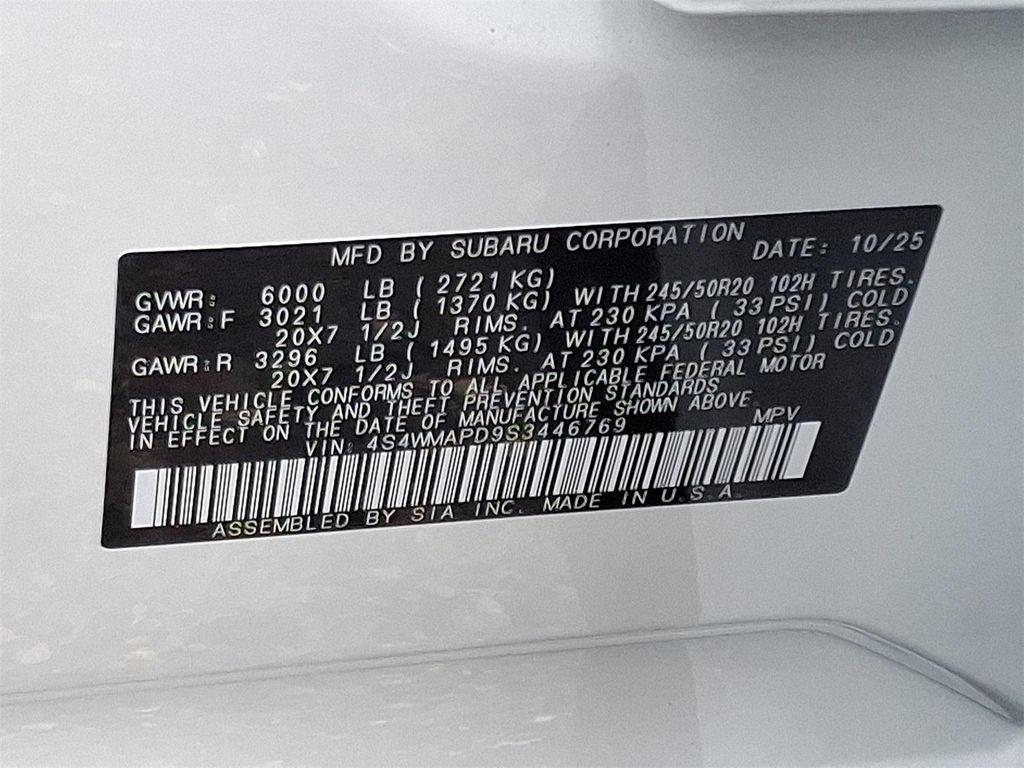 MFD BY SUBARU CORPORATION DATE: 10/25
GVWR: 6000 LB ( 2721 KG)
GAWR:F 3021 LB ( 1370 KG) WITH 245/50R20 102H TIRES.
20X7 1/2J RIMS. AT 230 KPA ( 33 PSI) COLD
GAWR:R 3296 LB ( 1495 KG) WITH 245/50R20 102H TIRES.
20X7 1/2J RIMS. AT 230 KPA ( 33 PSI) COLD
THIS VEHICLE CONFORMS TO ALL APPLICABLE FEDERAL MOTOR
VEHICLE SAFETY AND THEFT PREVENTION STANDARDS
IN EFFECT ON THE DATE OF MANUFACTURE SHOWN ABOVE.
VIN: 4S4WMAPD9S3446769 MPV
ASSEMBLED BY SIA INC. MADE IN U.S.A.